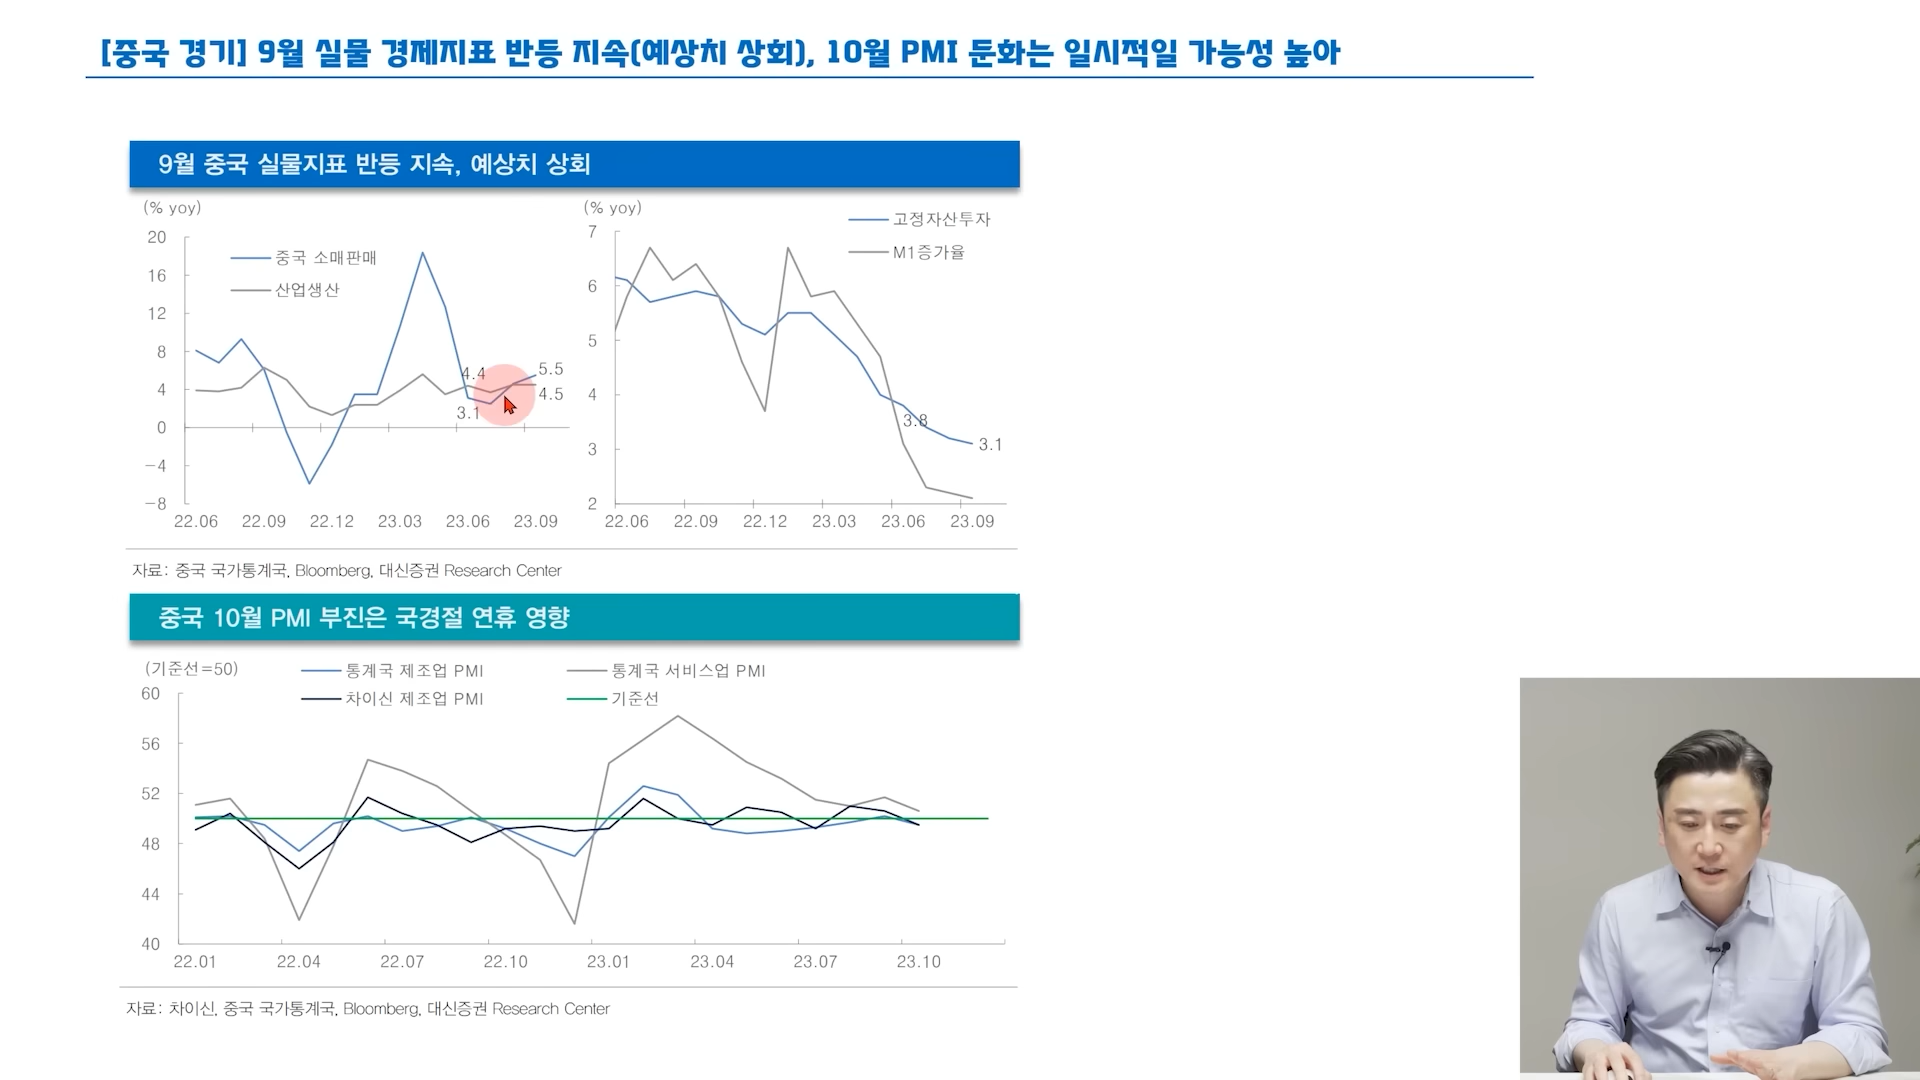 [중국 경기] 9월 실물 경제지표 반등 지속(예상치 상회), 10월 PMI 둔화는 일시적일 가능성 높아
9월 중국 실물지표 반등 지속, 예상치 상회
(% yoy)
20
16
12
8
4
0
-4
-8
중국 소매판매
산업생산
4.4
3.1
5.5
4.5
22.06 22.09 22.12 23.03 23.06 23.09
(% yoy)
7
6
5
4
3
2
고정자산투자
M1증가율
3.8
3.1
22.06 22.09 22.12 23.03 23.06 23.09
자료: 중국 국가통계국, Bloomberg, 대신증권 Research Center
중국 10월 PMI 부진은 국경절 연휴 영향
(기준선=50)
통계국 제조업 PMI 통계국 서비스업 PMI
차이신 제조업 PMI 기준선
60
56
52
48
44
40
22.01 22.04 22.07 22.10 23.01 23.04 23.07 23.10
자료: 차이신, 중국 국가통계국, Bloomberg, 대신증권 Research Center